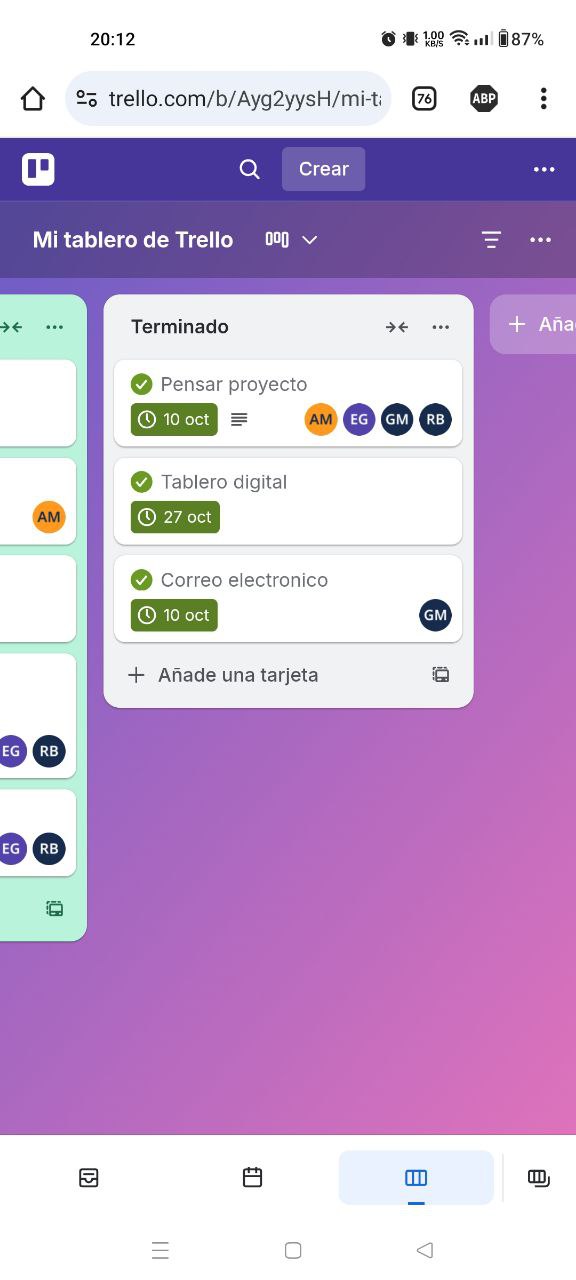 20:12
1.00
KB/S
87%
trello.com/b/Ayg2yysH/mi-ta
76
ABP
Crear
Mi tablero de Trello
Terminado
Aña
Pensar proyecto
10 oct
AM EG GM RB
Tablero digital
27 oct
AM
Correo electronico
10 oct
GM
Añade una tarjeta
EG RB
EG RB